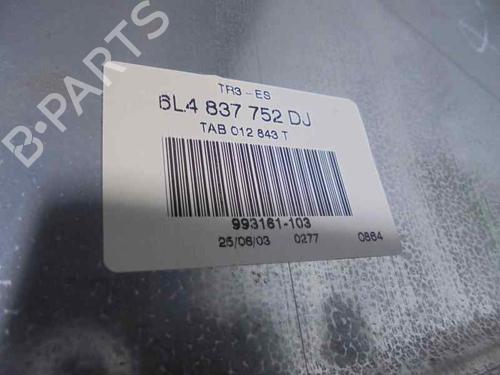 TR3-ES
6L4 837 752 DJ
TAB 012 843 T
993161-103
25/06/03 0277 0864
B-PARTS